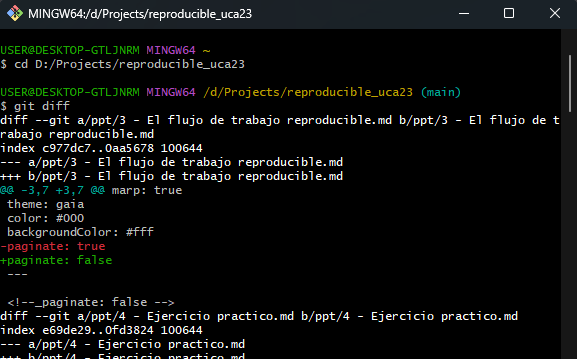 MINGW64:/d/Projects/reproducible_uca23
USER@DESKTOP-GTLJNRM MINGW64 ~
$ cd D:/Projects/reproducible_uca23
USER@DESKTOP-GTLJNRM MINGW64 /d/Projects/reproducible_uca23 (main)
$ git diff
diff --git a/ppt/3 - El flujo de trabajo reproducible.md b/ppt/3 - El flujo de t
rabajo reproducible.md
index c977dc7..0aa5678 100644
--- a/ppt/3 - El flujo de trabajo reproducible.md
+++ b/ppt/3 - El flujo de trabajo reproducible.md
@@ -3,7 +3,7 @@ marp: true
 theme: gaia
 color: #000
 backgroundColor: #fff
-paginate: true
+paginate: false
 ---
 <!--_paginate: false -->
diff --git a/ppt/4 - Ejercicio practico.md b/ppt/4 - Ejercicio practico.md
index e69de29..0fd3824 100644
--- a/ppt/4 - Ejercicio practico.md
+++ b/ppt/4 - Ejercicio practico.md